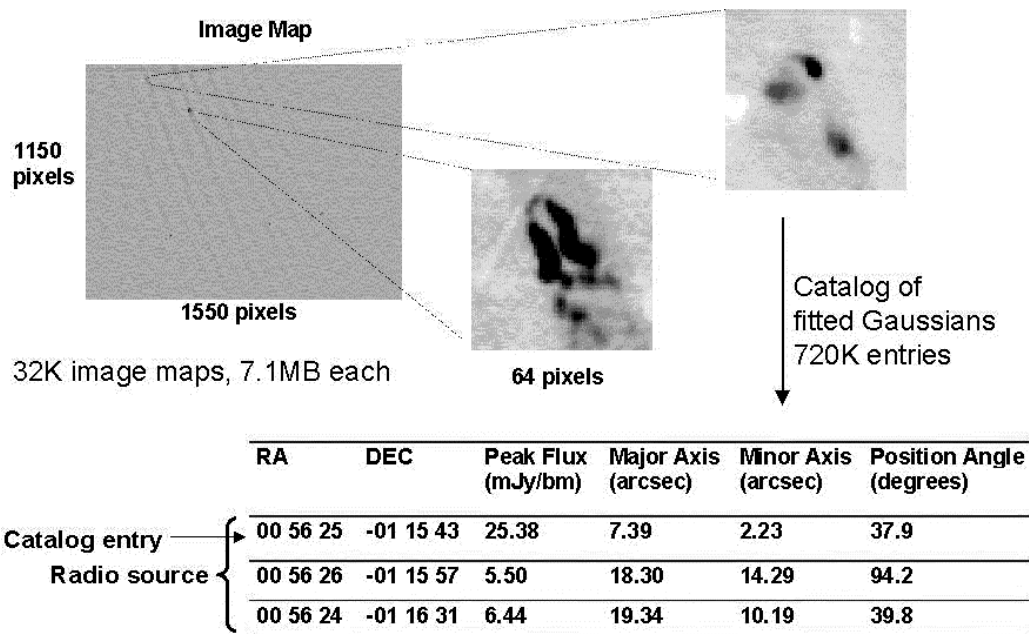 Image Map
1150
pixels
1550 pixels
32K image maps, 7.1MB each
64 pixels
Catalog of
fitted Gaussians
720K entries
RA DEC Peak Flux Major Axis Minor Axis Position Angle
(mJy/bm) (arcsec) (arcsec) (degrees)
Catalog entry
Radio source
00 56 25 -01 15 43 25.38 7.39 2.23 37.9
00 56 26 -01 15 57 5.50 18.30 14.29 94.2
00 56 24 -01 16 31 6.44 19.34 10.19 39.8